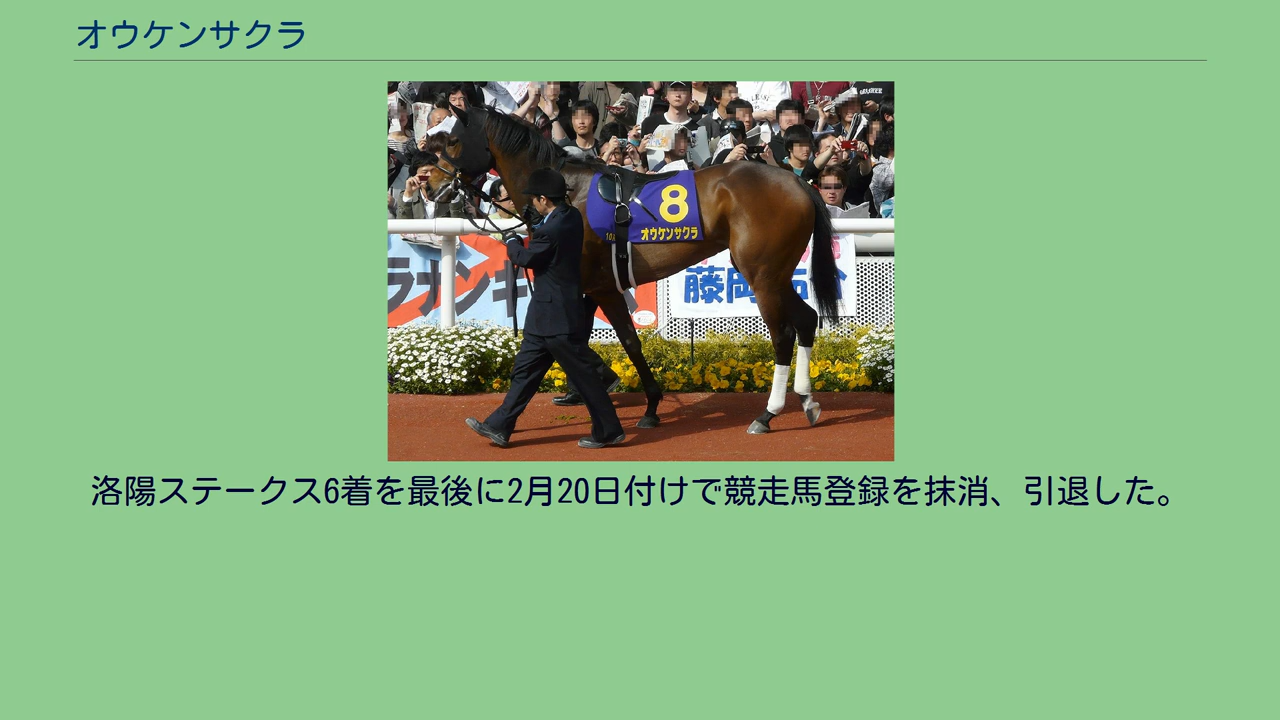 オウケンサクラ
8
オウケンサクラ
藤岡
洛陽ステークス6着を最後に2月20日付けで競走馬登録を抹消、引退した。